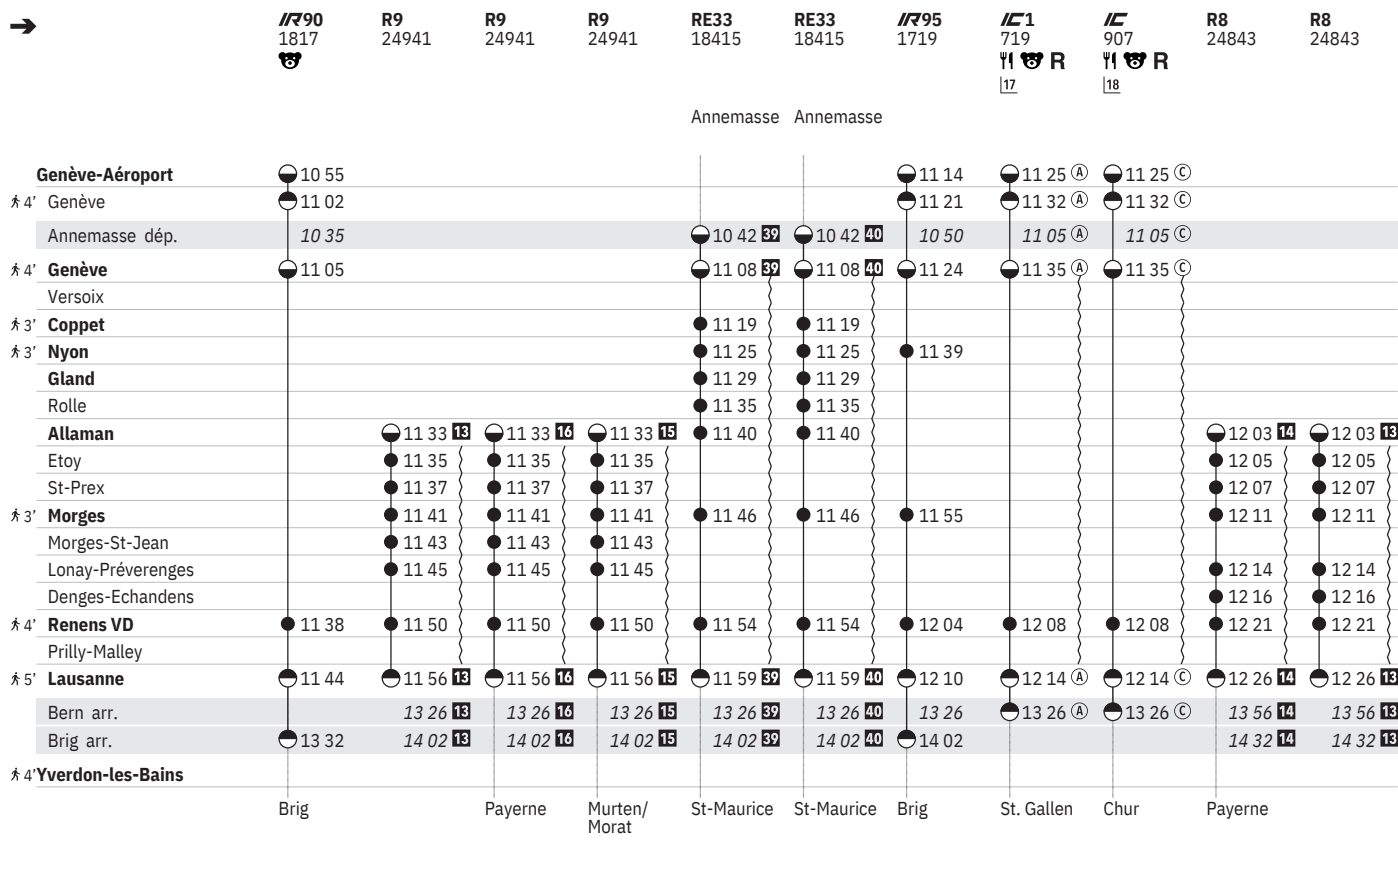 IR90 R9 R9 R9 RE33 RE33 IR95 IC1 IC R8 R8
1817 24941 24941 24941 18415 18415 1719 719 907 24843 24843
R R
17 18
Annemasse Annemasse
Genève-Aéroport 10 55 11 14 11 25 A 11 25 C
4' Genève 11 02 11 21 11 32 A 11 32 C
Annemasse dép. 10 35 10 42 39 10 42 40 10 50 11 05 A 11 05 C
4' Genève 11 05 11 08 39 11 08 40 11 24 11 35 A 11 35 C
Versoix
3' Coppet 11 19 11 19
3' Nyon 11 25 11 25 11 39
Gland 11 29 11 29
Rolle 11 35 11 35
Allaman 11 33 13 11 33 16 11 33 15 11 40 11 40 12 03 14 12 03 13
Etoy 11 35 11 35 11 35 12 05 12 05
St-Prex 11 37 11 37 11 37 12 07 12 07
3' Morges 11 41 11 41 11 41 11 46 11 46 11 55 12 11 12 11
Morges-St-Jean 11 43 11 43 11 43
Lonay-Préverenges 11 45 11 45 11 45 12 14 12 14
Denges-Echandens 12 16 12 16
4' Renens VD 11 38 11 50 11 50 11 50 11 54 11 54 12 04 12 08 12 08 12 21 12 21
Prilly-Malley
5' Lausanne 11 44 11 56 13 11 56 16 11 56 15 11 59 39 11 59 40 12 10 12 14 A 12 14 C 12 26 14 12 26 13
Bern arr. 13 26 13 13 26 16 13 26 15 13 26 39 13 26 40 13 26 13 26 A 13 26 C 13 56 14 13 56 13
Brig arr. 13 32 14 02 13 14 02 16 14 02 15 14 02 39 14 02 40 14 02 14 32 14 14 32 13
4' Yverdon-les-Bains
Brig Payerne Murten/ St-Maurice St-Maurice Brig St. Gallen Chur Payerne
Morat